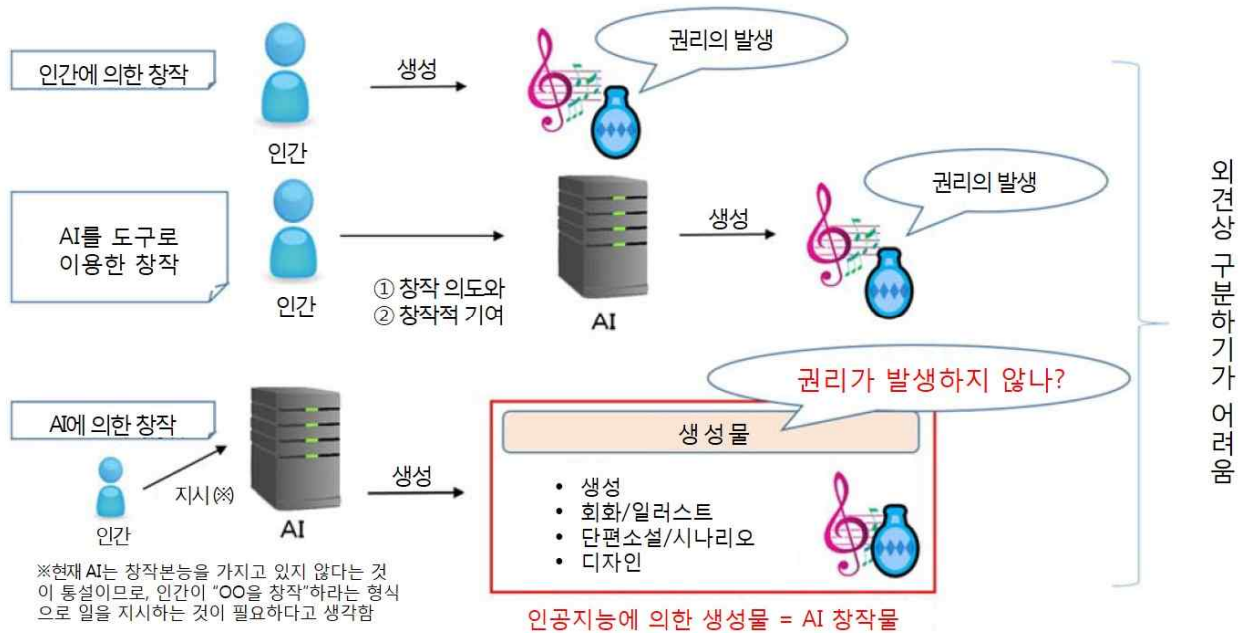 인간에 의한 창작
인간
생성
권리의 발생
AI를 도구로
이용한 창작
인간
① 창작 의도와
② 창작적 기여
AI
생성
권리의 발생
AI에 의한 창작
인간
지시(※)
AI
생성
권리가 발생하지 않나?
생성물
• 생성
• 회화/일러스트
• 단편소설/시나리오
• 디자인
※현재 AI는 창작본능을 가지고 있지 않다는 것
이 통설이므로, 인간이 “OO을 창작”하라는 형식
으로 일을 지시하는 것이 필요하다고 생각함
인공지능에 의한 생성물 = AI 창작물
외견상 구분하기가 어려움